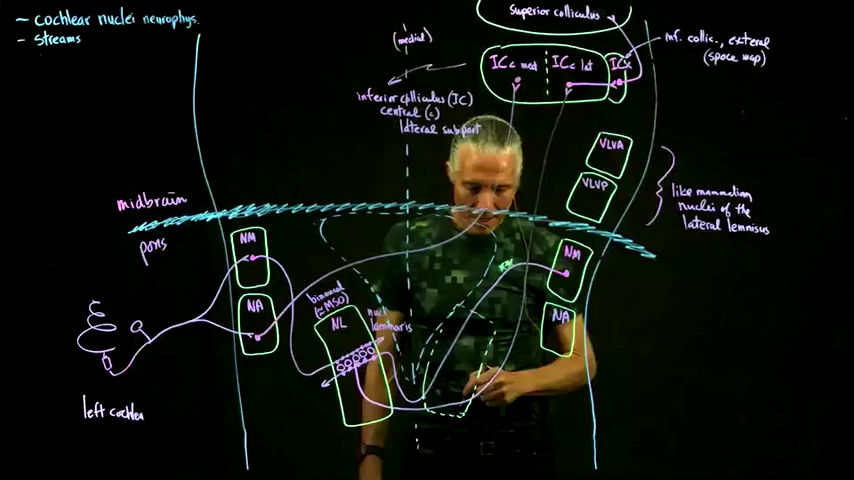 - cochlear nuclei neurophys.
- streams
superior colliculus
(medial)
ICc med
ICc lat
ICx
inf. collic., external
(space map)
inferior colliculus (IC)
central (c)
lateral subpart
VLVA
VLVP
like mammalian
nuclei of the
lateral lemnisus
midbrain
pons
NM
NA
binaural
(≈MSO)
NL
nucl
laminaris
NM
NA
left cochlea